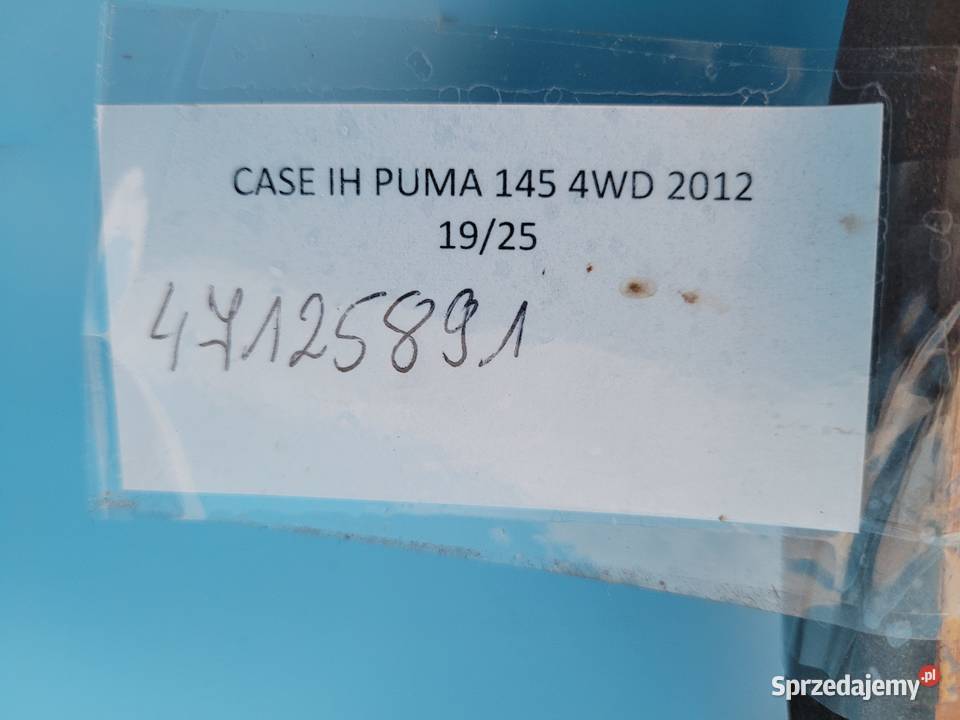 CASE IH PUMA 145 4WD 2012
19/25
47125891
Sprzedajemy.pl